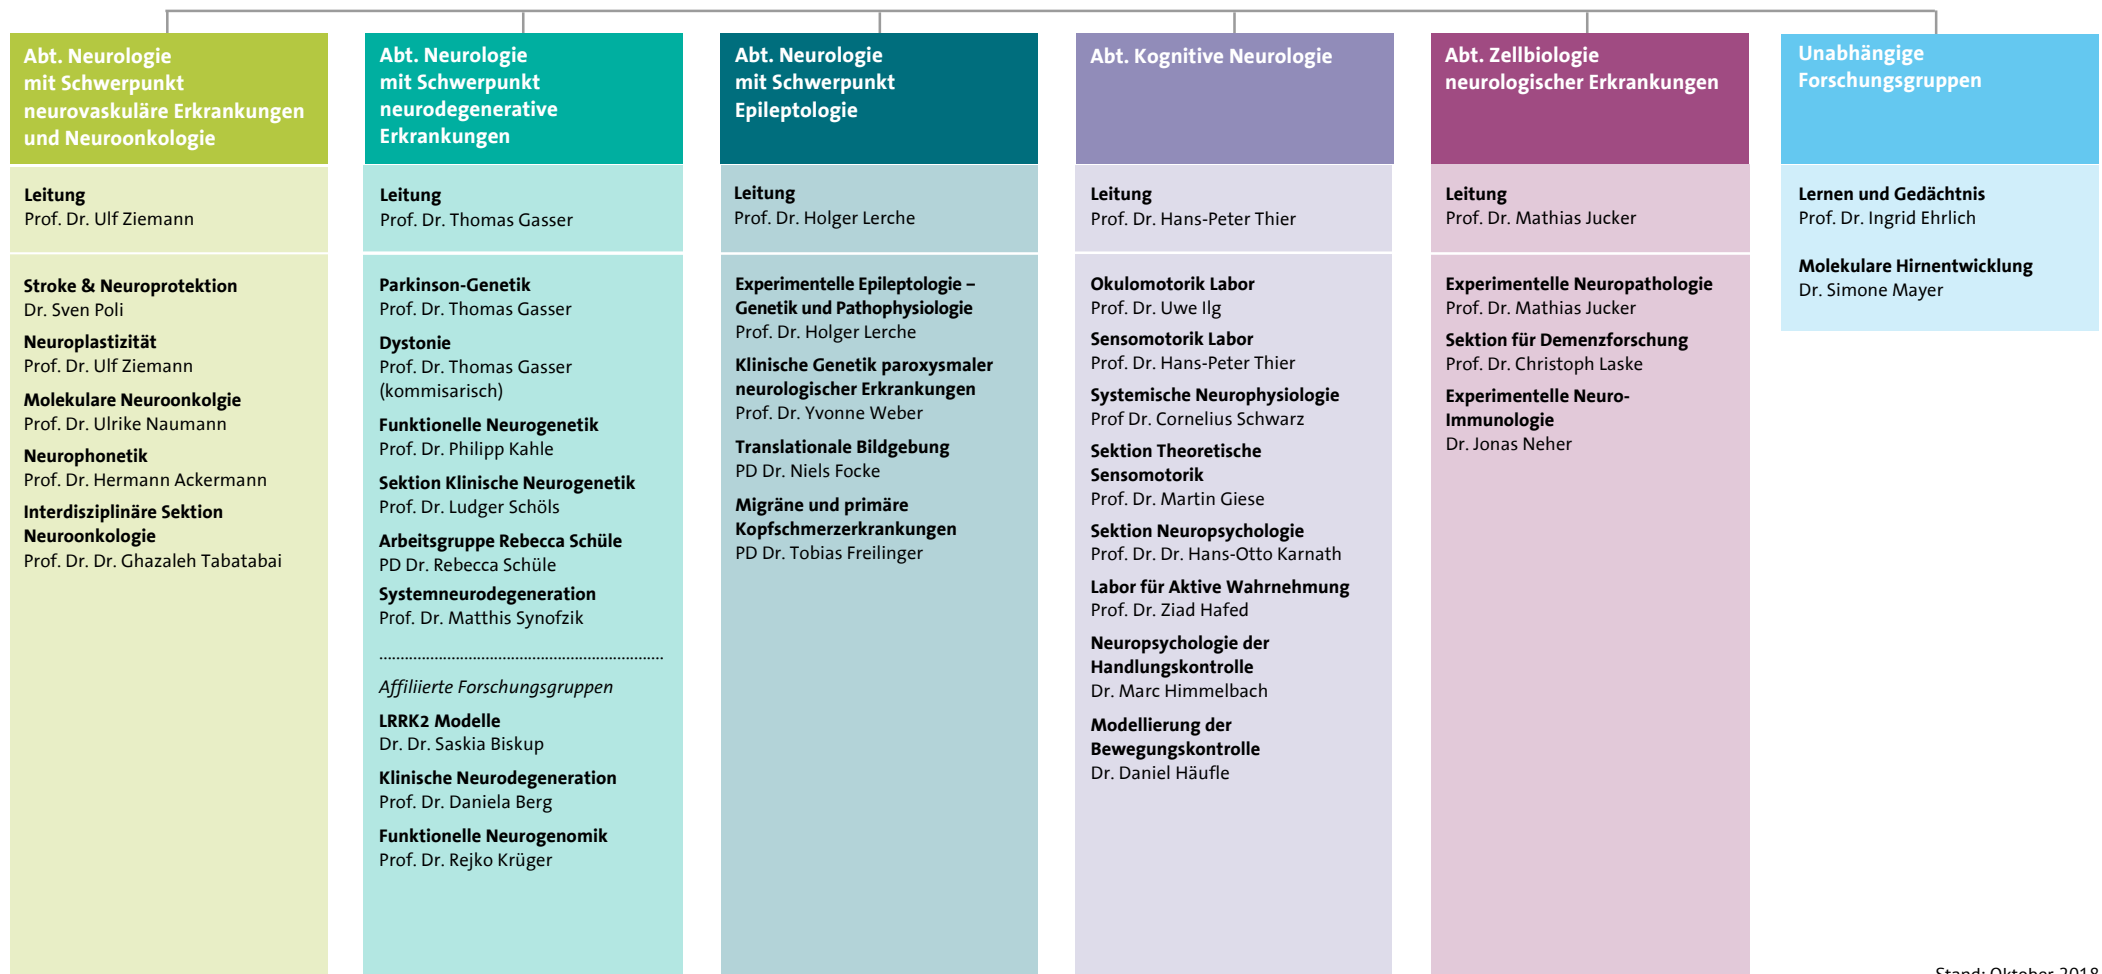 Abt. Neurologie
mit Schwerpunkt
neurovaskuläre Erkrankungen
und Neuroonkologie
Leitung
Prof. Dr. Ulf Ziemann
Stroke & Neuroprotektion
Dr. Sven Poli
Neuroplastizität
Prof. Dr. Ulf Ziemann
Molekulare Neuroonkolgie
Prof. Dr. Ulrike Naumann
Neurophonetik
Prof. Dr. Hermann Ackermann
Interdisziplinäre Sektion
Neuroonkologie
Prof. Dr. Dr. Ghazaleh Tabatabai
Abt. Neurologie
mit Schwerpunkt
neurodegenerative
Erkrankungen
Leitung
Prof. Dr. Thomas Gasser
Parkinson-Genetik
Prof. Dr. Thomas Gasser
Dystonie
Prof. Dr. Thomas Gasser
(kommisarisch)
Funktionelle Neurogenetik
Prof. Dr. Philipp Kahle
Sektion Klinische Neurogenetik
Prof. Dr. Ludger Schöls
Arbeitsgruppe Rebecca Schüle
PD Dr. Rebecca Schüle
Systemneurodegeneration
Prof. Dr. Matthis Synofzik
...................................................................
Affiliierte Forschungsgruppen
LRRK2 Modelle
Dr. Dr. Saskia Biskup
Klinische Neurodegeneration
Prof. Dr. Daniela Berg
Funktionelle Neurogenomik
Prof. Dr. Rejko Krüger
Abt. Neurologie
mit Schwerpunkt
Epileptologie
Leitung
Prof. Dr. Holger Lerche
Experimentelle Epileptologie –
Genetik und Pathophysiologie
Prof. Dr. Holger Lerche
Klinische Genetik paroxysmaler
neurologischer Erkrankungen
Prof. Dr. Yvonne Weber
Translationale Bildgebung
PD Dr. Niels Focke
Migräne und primäre
Kopfschmerzerkrankungen
PD Dr. Tobias Freilinger
Abt. Kognitive Neurologie
Leitung
Prof. Dr. Hans-Peter Thier
Okulomotorik Labor
Prof. Dr. Uwe Ilg
Sensomotorik Labor
Prof. Dr. Hans-Peter Thier
Systemische Neurophysiologie
Prof Dr. Cornelius Schwarz
Sektion Theoretische
Sensomotorik
Prof. Dr. Martin Giese
Sektion Neuropsychologie
Prof. Dr. Dr. Hans-Otto Karnath
Labor für Aktive Wahrnehmung
Prof. Dr. Ziad Hafed
Neuropsychologie der
Handlungskontrolle
Dr. Marc Himmelbach
Modellierung der
Bewegungskontrolle
Dr. Daniel Häufle
Abt. Zellbiologie
neurologischer Erkrankungen
Leitung
Prof. Dr. Mathias Jucker
Experimentelle Neuropathologie
Prof. Dr. Mathias Jucker
Sektion für Demenzforschung
Prof. Dr. Christoph Laske
Experimentelle Neuro-
Immunologie
Dr. Jonas Neher
Unabhängige
Forschungsgruppen
Lernen und Gedächtnis
Prof. Dr. Ingrid Ehrlich
Molekulare Hirnentwicklung
Dr. Simone Mayer
Stand: Oktober 2018